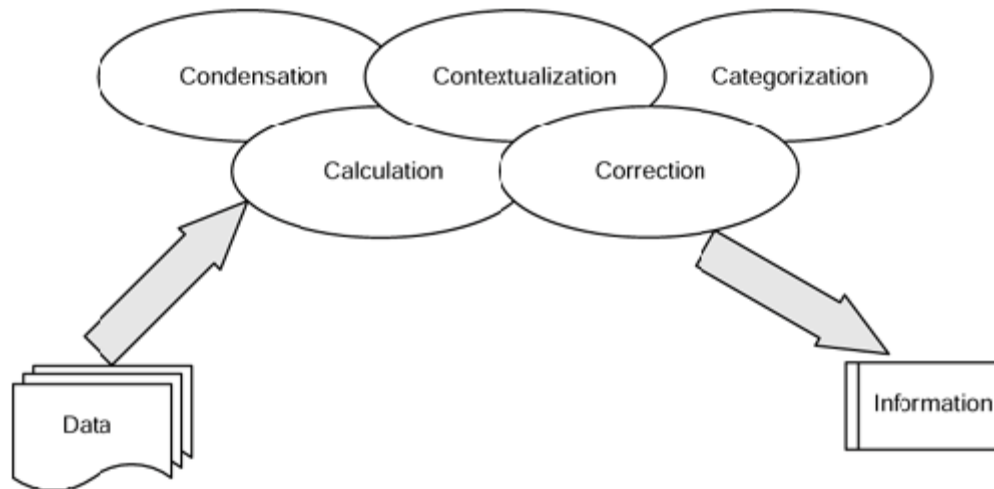 Condensation
Contextualization
Categorization
Calculation
Correction
Data
Information